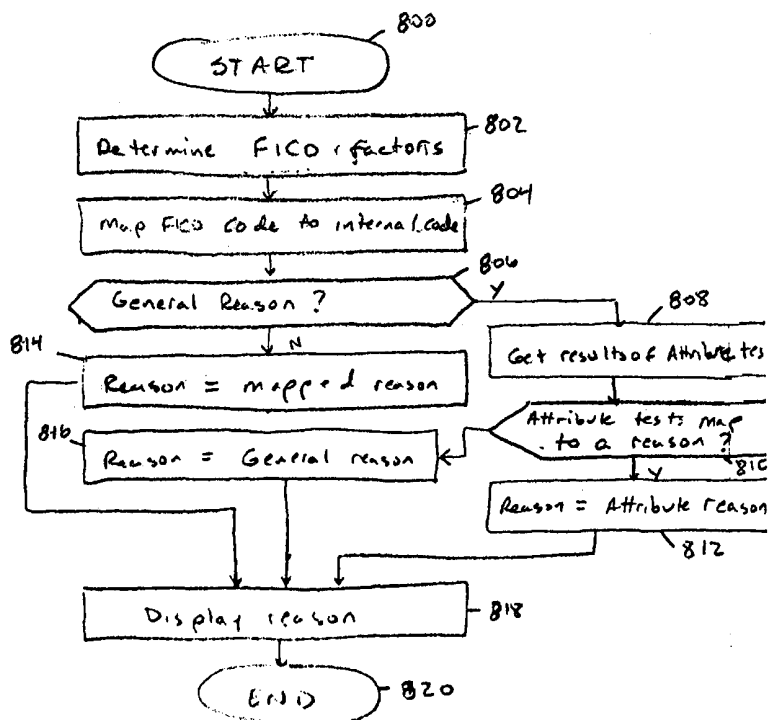 800
START
802
Determine FICO factors
804
Map FICO code to internal code
806
General Reason ?
Y
808
N
814
Get results of Attribute tes
Reason = mapped reason
Attribute tests map
to a reason ?
816
810
Reason = General reason
Y
Reason = Attribute reason
812
Display reason
818
END
820